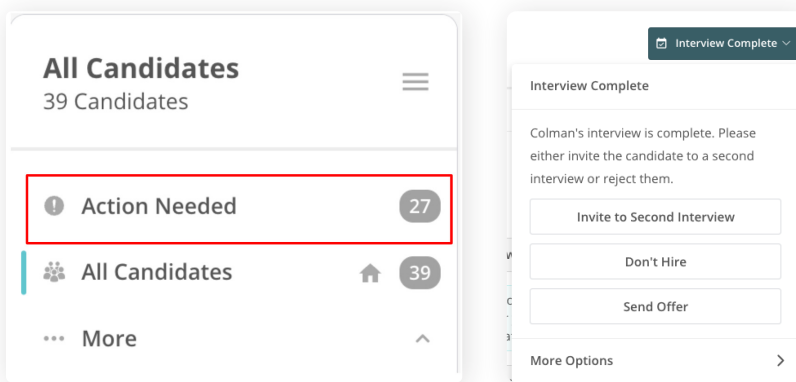 All Candidates
39 Candidates
Action Needed 27
All Candidates 39
More
Interview Complete
Interview Complete
Colman's interview is complete. Please
either invite the candidate to a second
interview or reject them.
Invite to Second Interview
Don't Hire
Send Offer
More Options